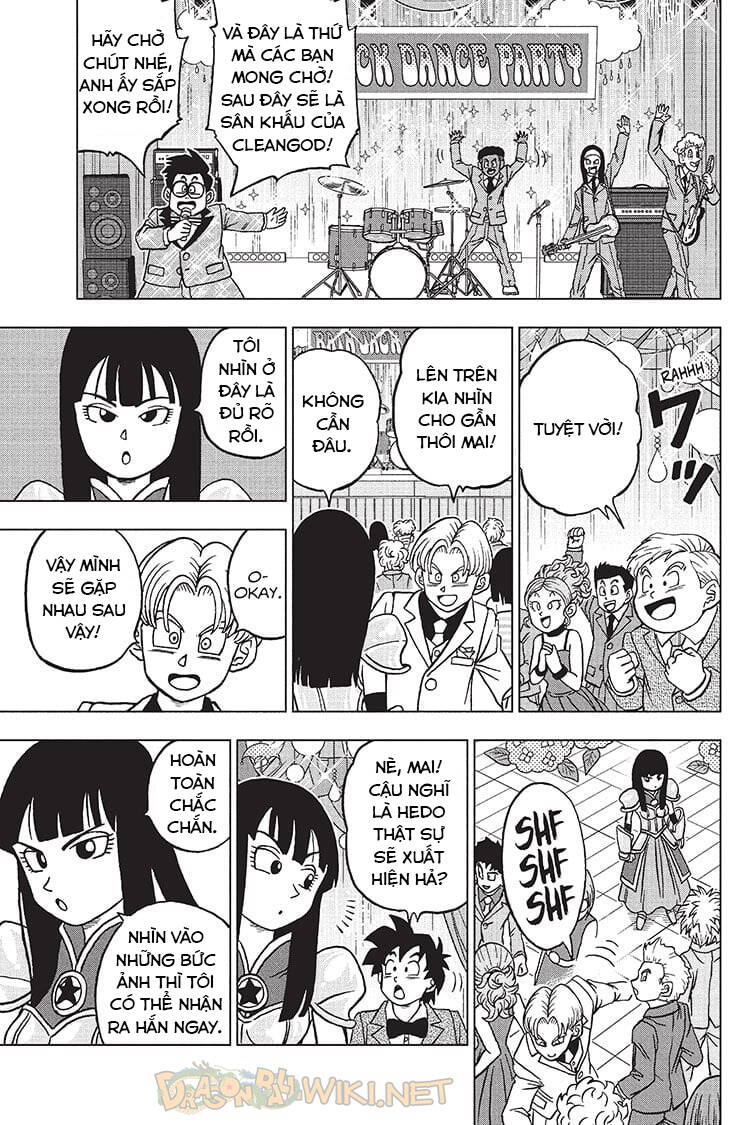 CK DANCE PARTY
VÀ ĐÂY LÀ THỨ
MÀ CÁC BẠN
MONG CHỜ!
SAU ĐÂY SẼ LÀ
SÂN KHẤU CỦA
CLEANGOD!
HÃY CHỜ
CHÚT NHÉ,
ANH ẤY SẮP
XONG RỒI!
RAHHH
TUYỆT VỜI!
LÊN TRÊN
KIA NHÌN
CHO GẦN
THÔI MAI!
KHÔNG
CẦN
ĐÂU.
TÔI
NHÌN Ở
ĐÂY LÀ
ĐỦ RÕ
RỒI.
O-
OKAY.
VẬY MÌNH
SẼ GẶP
NHAU SAU
VẬY!
SHF
SHF
SHF
NÈ, MAI!
CẬU NGHĨ
LÀ HEDO
THẬT SỰ
SẼ XUẤT
HIỆN HẢ?
HOÀN
TOÀN
CHẮC
CHẮN.
NHÌN VÀO
NHỮNG BỨC
ẢNH THÌ TÔI
CÓ THỂ NHẬN
RA HẮN NGAY.
DRAGON BALL WIKI.NET